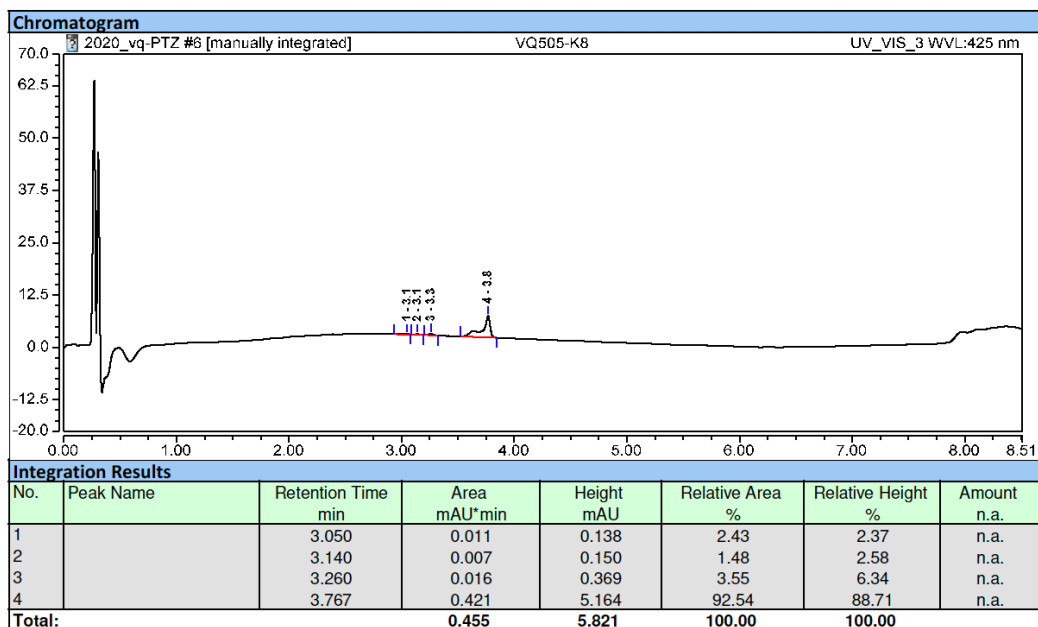 Chromatogram
2020_vq-PTZ #6 [manually integrated] VQ505-K8 UV_VIS_3 WVL:425 nm
70.0
62.5
50.0
37.5
25.0
12.5
0.0
-12.5
-20.0
1 - 3.1
2 - 3.1
3 - 3.3
4 - 3.8
0.00 1.00 2.00 3.00 4.00 5.00 6.00 7.00 8.00 8.51
Integration Results
No. Peak Name Retention Time Area Height Relative Area Relative Height Amount
min mAU*min mAU % % n.a.
1 3.050 0.011 0.138 2.43 2.37 n.a.
2 3.140 0.007 0.150 1.48 2.58 n.a.
3 3.260 0.016 0.369 3.55 6.34 n.a.
4 3.767 0.421 5.164 92.54 88.71 n.a.
Total: 0.455 5.821 100.00 100.00